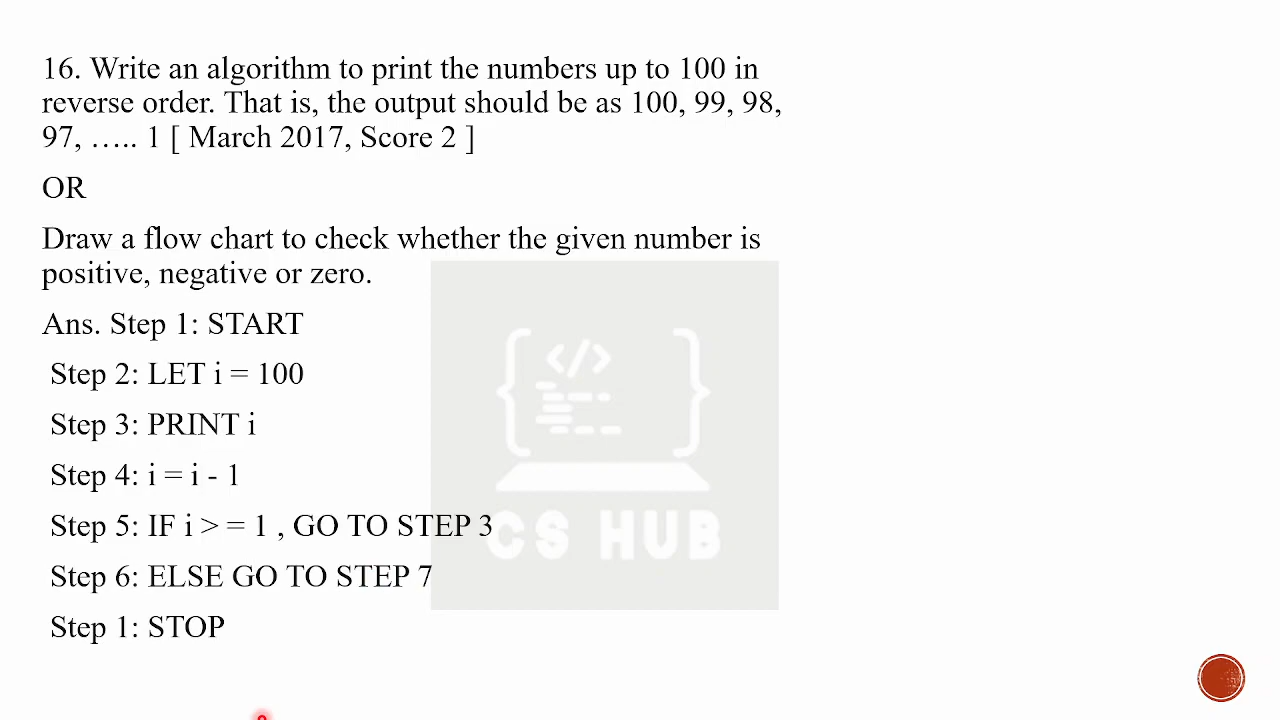 16. Write an algorithm to print the numbers up to 100 in
reverse order. That is, the output should be as 100, 99, 98,
97, ….. 1 [ March 2017, Score 2 ]
OR
Draw a flow chart to check whether the given number is
positive, negative or zero.
Ans. Step 1: START
Step 2: LET i = 100
Step 3: PRINT i
Step 4: i = i - 1
Step 5: IF i > = 1 , GO TO STEP 3
Step 6: ELSE GO TO STEP 7
Step 1: STOP
</> 
CS HUB